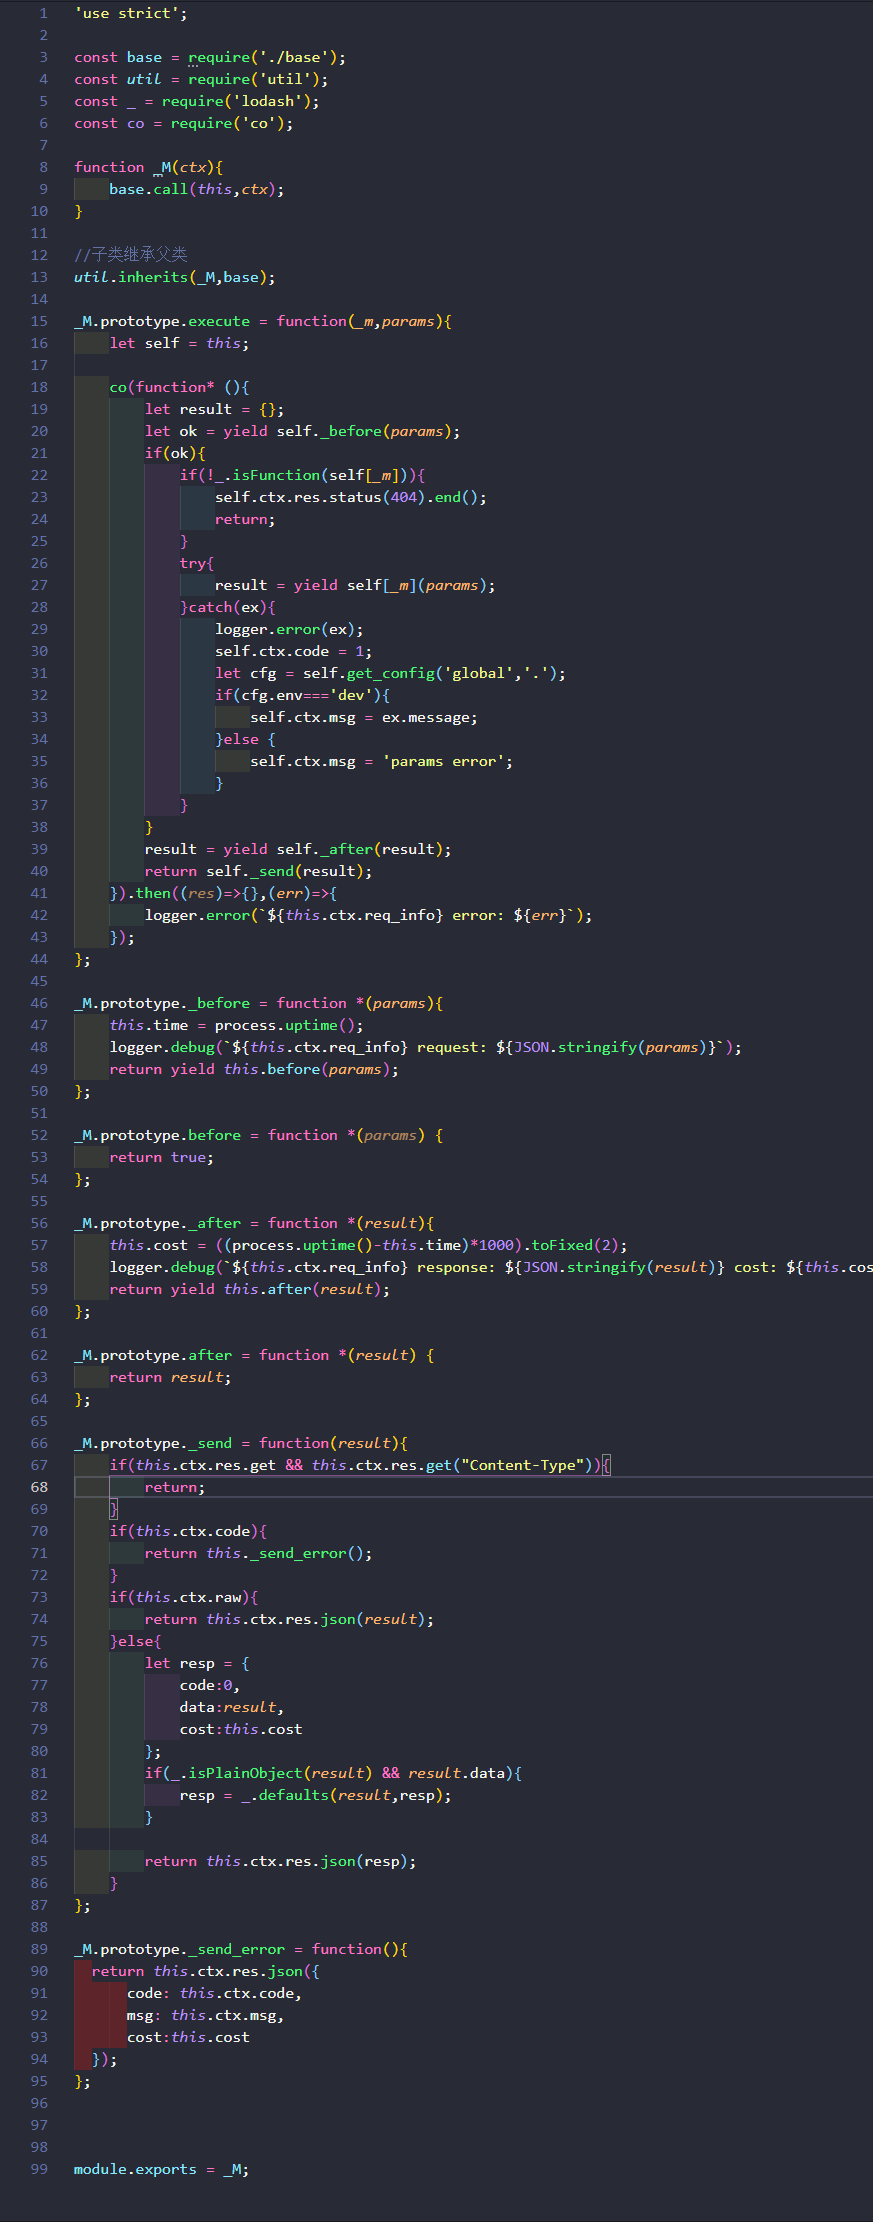 1 'use strict';
2
3 const base = require('./base');
4 const util = require('util');
5 const _ = require('lodash');
6 const co = require('co');
7
8 function _M(ctx){
9     base.call(this,ctx);
10 }
11
12 //子类继承父类
13 util.inherits(_M,base);
14
15 _M.prototype.execute = function(_m,params){
16     let self = this;
17
18     co(function* (){
19         let result = {};
20         let ok = yield self._before(params);
21         if(ok){
22             if(!_.isFunction(self[_m])){
23                 self.ctx.res.status(404).end();
24                 return;
25             }
26             try{
27                 result = yield self[_m](params);
28             }catch(ex){
29                 logger.error(ex);
30                 self.ctx.code = 1;
31                 let cfg = self.get_config('global','.');
32                 if(cfg.env==='dev'){
33                     self.ctx.msg = ex.message;
34                 }else {
35                     self.ctx.msg = 'params error';
36                 }
37             }
38         }
39         result = yield self._after(result);
40         return self._send(result);
41     }).then((res)=>{},(err)=>{
42         logger.error(`${this.ctx.req_info} error: ${err}`);
43     });
44 };
45
46 _M.prototype._before = function *(params){
47     this.time = process.uptime();
48     logger.debug(`${this.ctx.req_info} request: ${JSON.stringify(params)}`);
49     return yield this.before(params);
50 };
51
52 _M.prototype.before = function *(params) {
53     return true;
54 };
55
56 _M.prototype._after = function *(result){
57     this.cost = ((process.uptime()-this.time)*1000).toFixed(2);
58     logger.debug(`${this.ctx.req_info} response: ${JSON.stringify(result)} cost: ${this.cos
59     return yield this.after(result);
60 };
61
62 _M.prototype.after = function *(result) {
63     return result;
64 };
65
66 _M.prototype._send = function(result){
67     if(this.ctx.res.get && this.ctx.res.get("Content-Type")){
68         return;
69     }
70     if(this.ctx.code){
71         return this._send_error();
72     }
73     if(this.ctx.raw){
74         return this.ctx.res.json(result);
75     }else{
76         let resp = {
77             code:0,
78             data:result,
79             cost:this.cost
80         };
81         if(_.isPlainObject(result) && result.data){
82             resp = _.defaults(result,resp);
83         }
84
85         return this.ctx.res.json(resp);
86     }
87 };
88
89 _M.prototype._send_error = function(){
90   return this.ctx.res.json({
91       code: this.ctx.code,
92       msg: this.ctx.msg,
93       cost:this.cost
94   });
95 };
96
97
98
99 module.exports = _M;